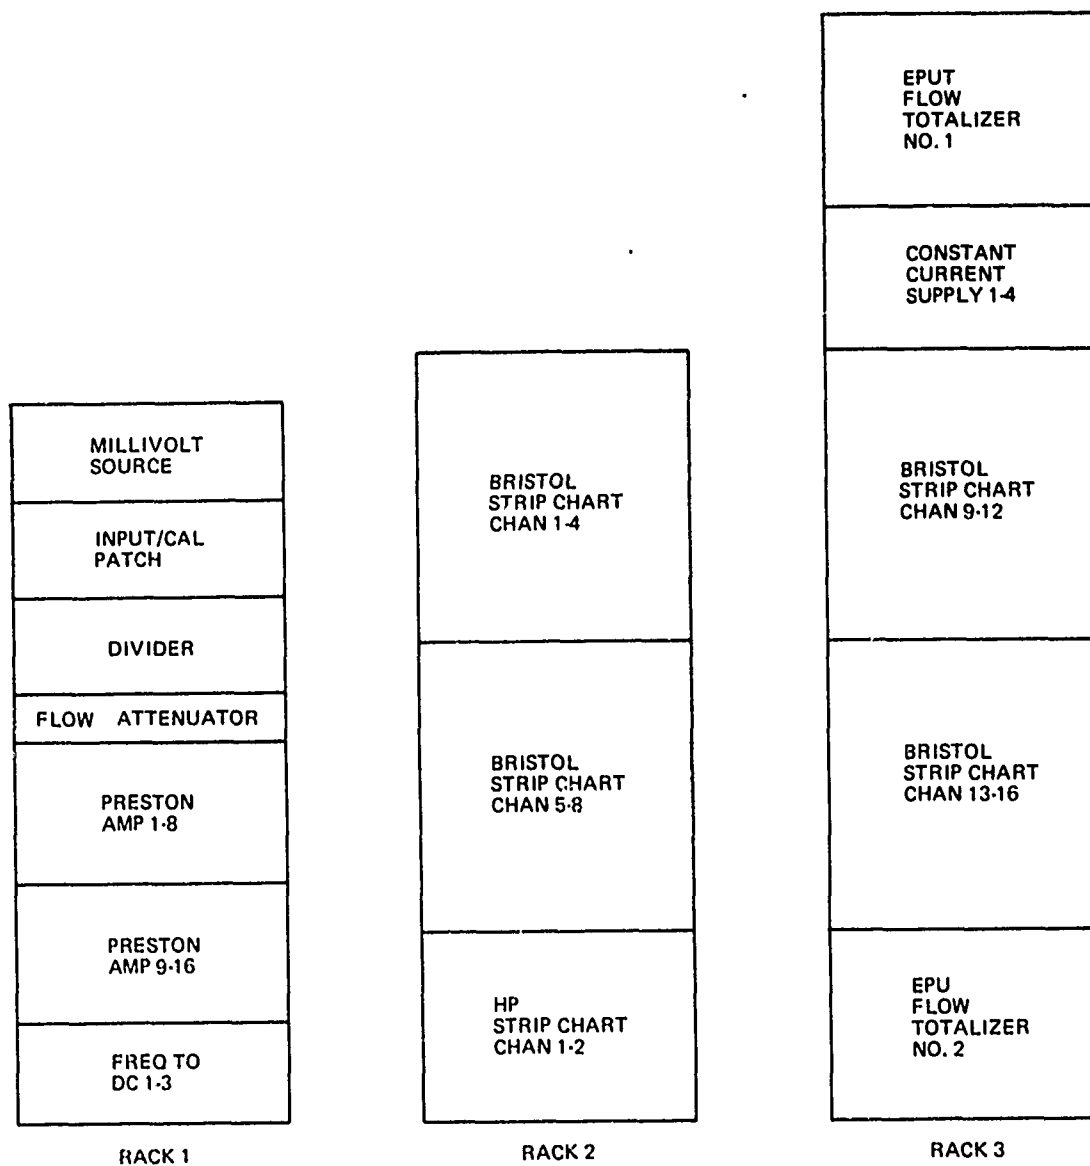 MILLIVOLT
SOURCE
INPUT/CAL
PATCH
DIVIDER
FLOW ATTENUATOR
PRESTON
AMP 1-8
PRESTON
AMP 9-16
FREQ TO
DC 1-3
RACK 1
BRISTOL
STRIP CHART
CHAN 1-4
BRISTOL
STRIP CHART
CHAN 5-8
HP
STRIP CHART
CHAN 1-2
RACK 2
EPUT
FLOW
TOTALIZER
NO. 1
CONSTANT
CURRENT
SUPPLY 1-4
BRISTOL
STRIP CHART
CHAN 9-12
BRISTOL
STRIP CHART
CHAN 13-16
EPU
FLOW
TOTALIZER
NO. 2
RACK 3